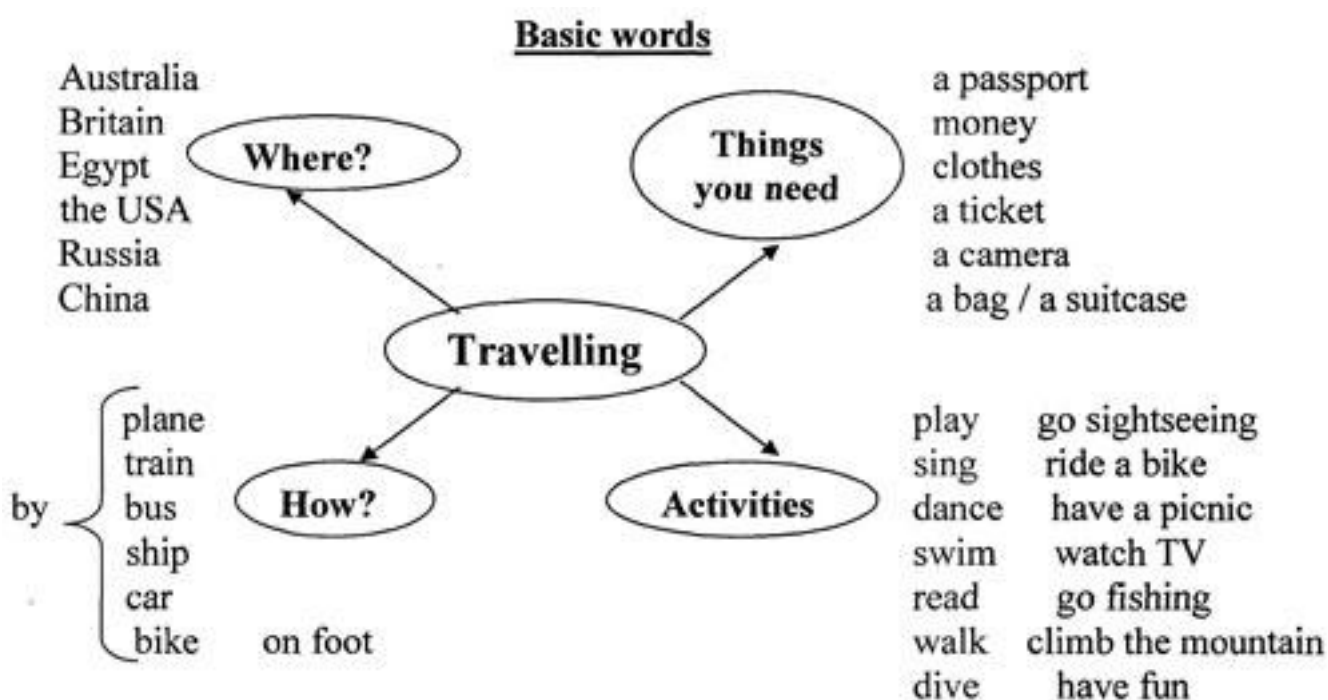 Basic words
Australia
Britain
Egypt
the USA
Russia
China
Where?
Things
you need
a passport
money
clothes
a ticket
a camera
a bag / a suitcase
Travelling
by
plane
train
bus
ship
car
bike on foot
How?
Activities
play go sightseeing
sing ride a bike
dance have a picnic
swim watch TV
read go fishing
walk climb the mountain
dive have fun